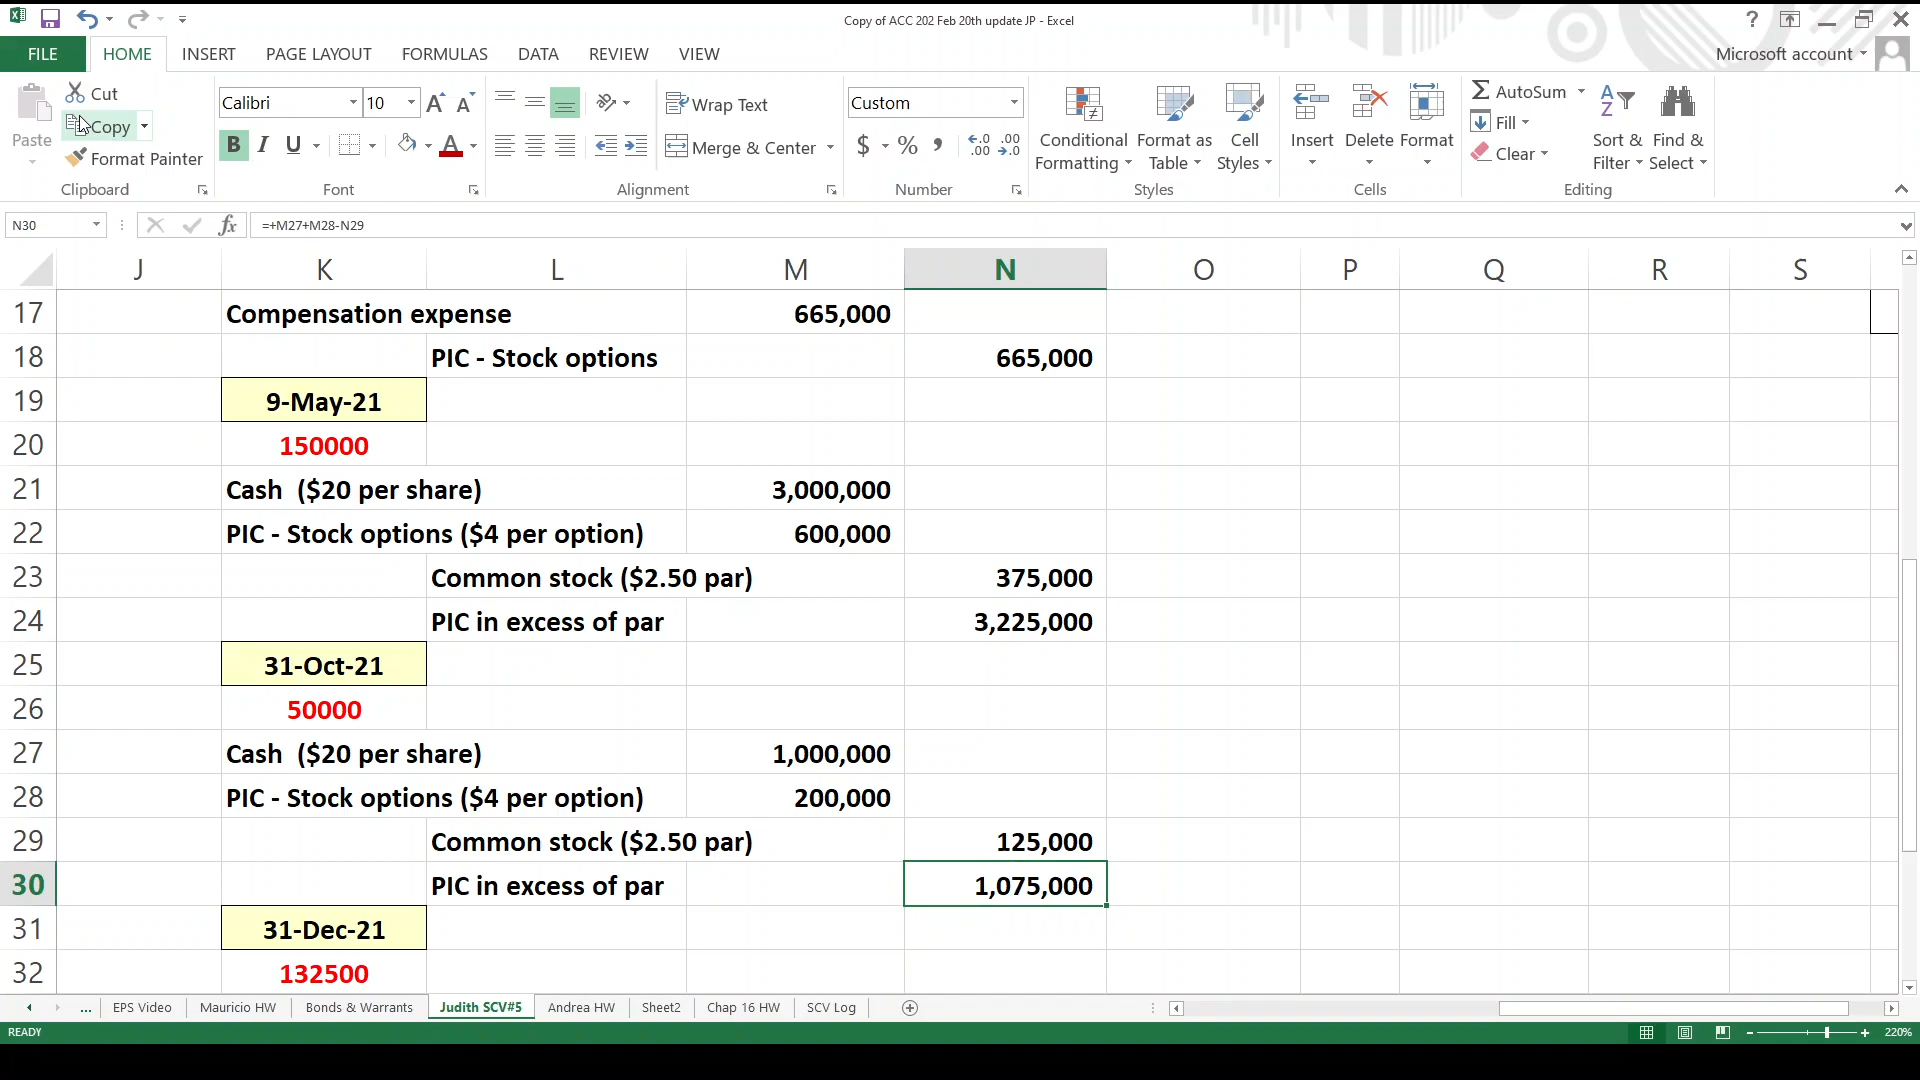 Copy of ACC 202 Feb 20th update JP - Excel
?
FILE HOME INSERT PAGE LAYOUT FORMULAS DATA REVIEW VIEW Microsoft account
Paste Cut
Copy
Format Painter
Clipboard
Calibri 10
B I U
Font
Wrap Text
Merge & Center
Alignment
Custom
$ % , .0 .00 .00 .0
Number
Conditional Formatting
Format as Table
Cell Styles
Styles
Insert Delete Format
Cells
AutoSum
Fill
Clear
Sort & Filter
Find & Select
Editing
N30 fx =+M27+M28-N29
J K L M N O P Q R S
17 Compensation expense 665,000
18 PIC - Stock options 665,000
19 9-May-21
20 150000
21 Cash ($20 per share) 3,000,000
22 PIC - Stock options ($4 per option) 600,000
23 Common stock ($2.50 par) 375,000
24 PIC in excess of par 3,225,000
25 31-Oct-21
26 50000
27 Cash ($20 per share) 1,000,000
28 PIC - Stock options ($4 per option) 200,000
29 Common stock ($2.50 par) 125,000
30 PIC in excess of par 1,075,000
31 31-Dec-21
32 132500
... EPS Video Mauricio HW Bonds & Warrants Judith SCV#5 Andrea HW Sheet2 Chap 16 HW SCV Log
READY 220%